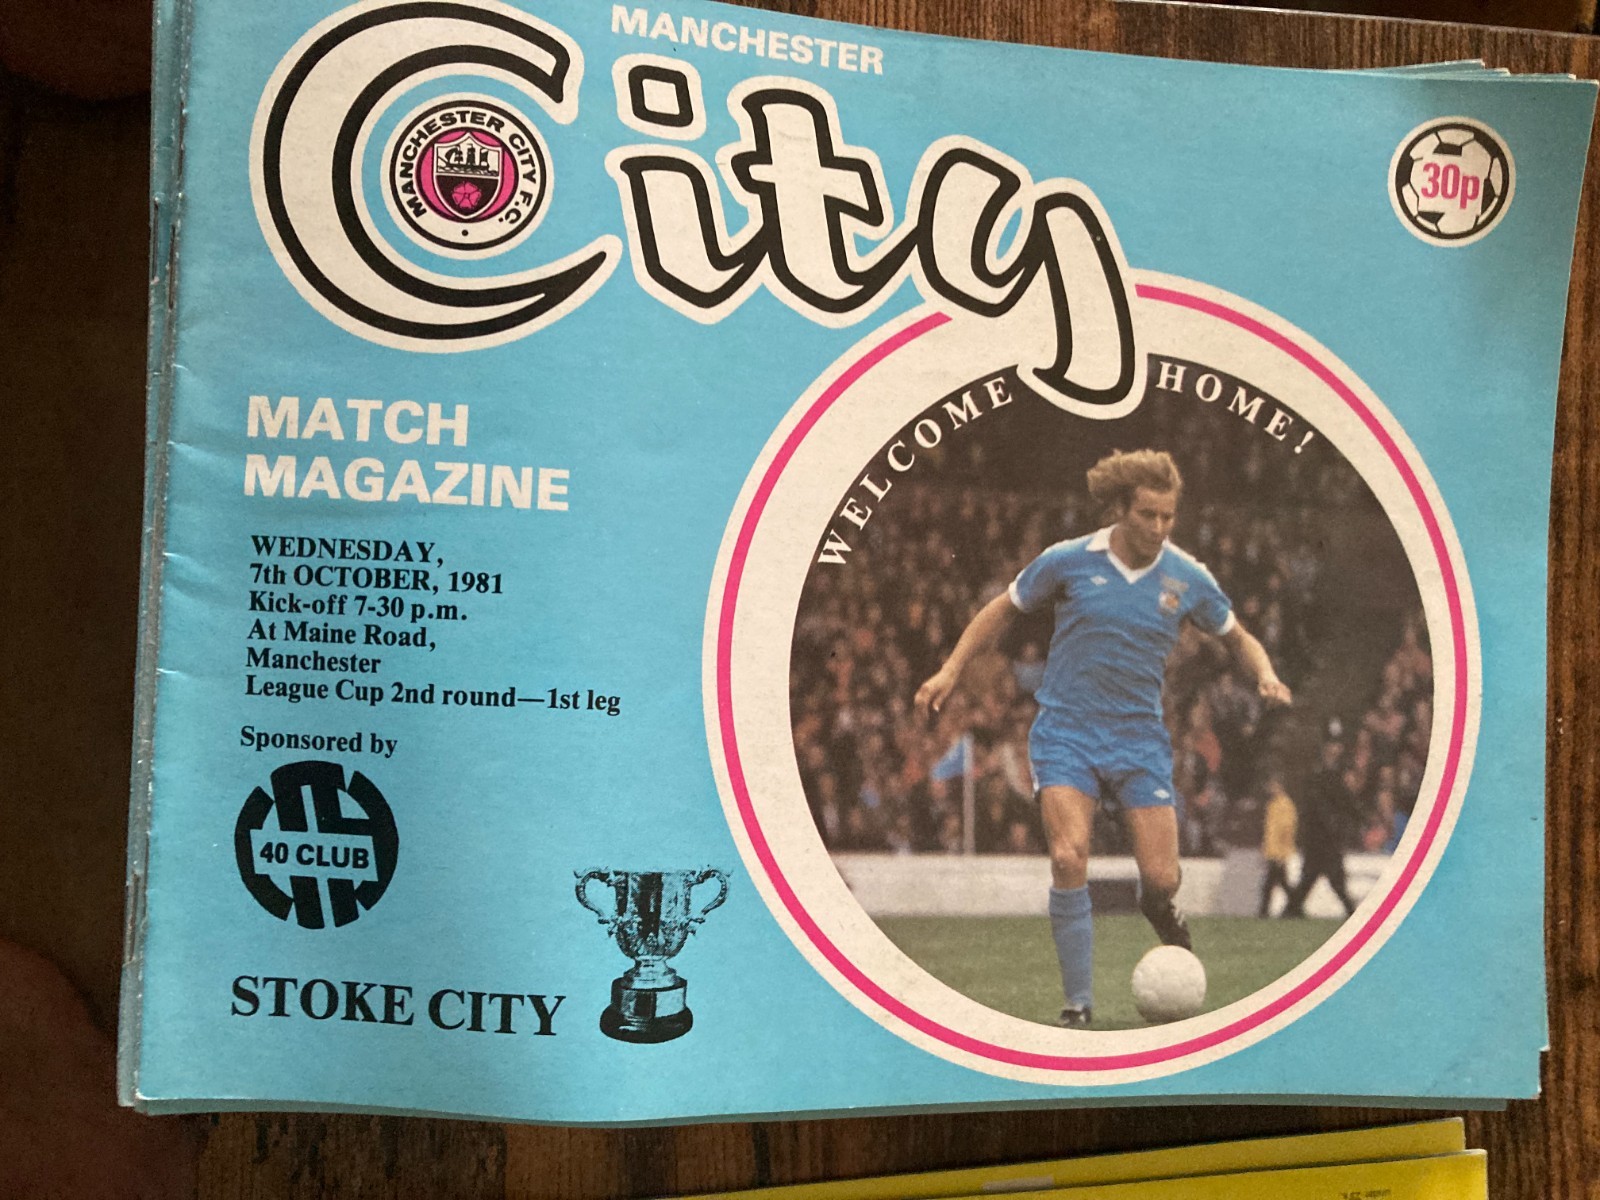 MANCHESTER
City
MANCHESTER CITY F.C.
30p
WELCOME HOME!
MATCH
MAGAZINE
WEDNESDAY,
7th OCTOBER, 1981
Kick-off 7-30 p.m.
At Maine Road,
Manchester
League Cup 2nd round—1st leg
Sponsored by
40 CLUB
STOKE CITY